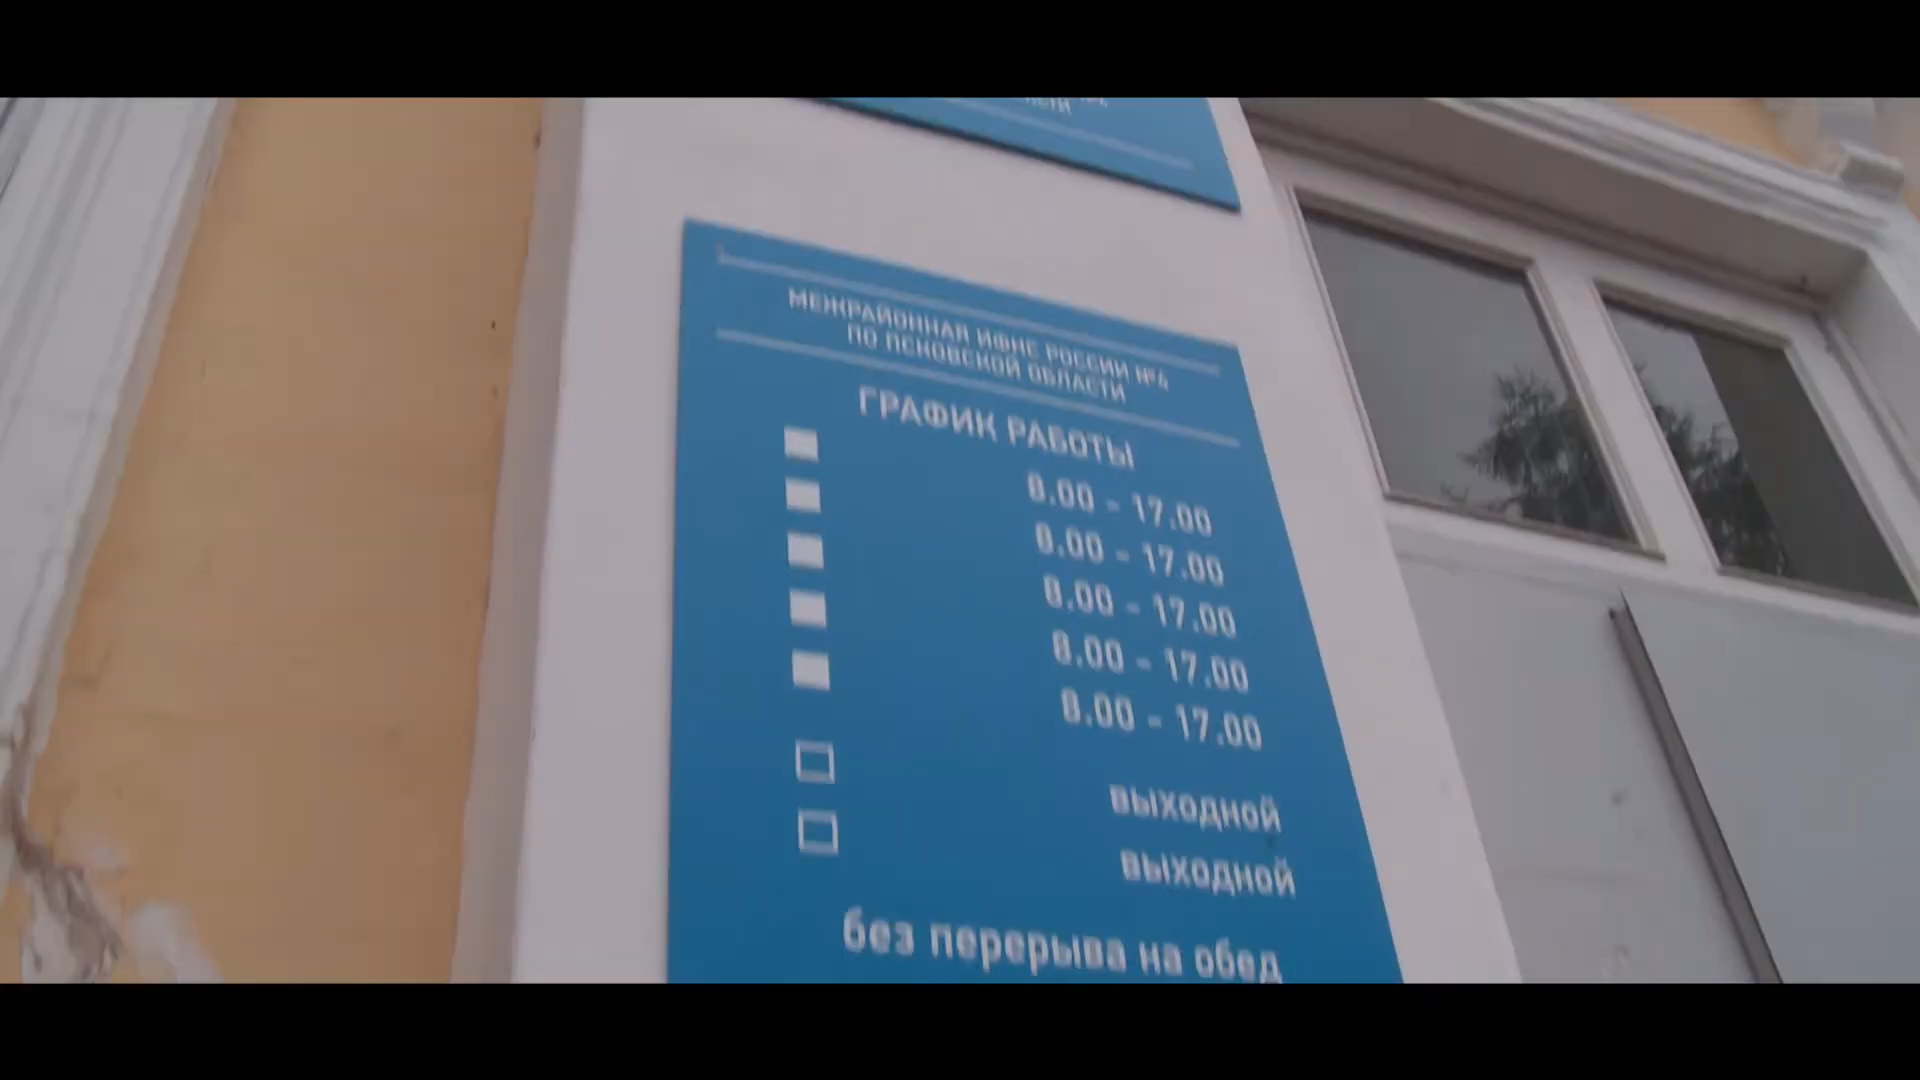 МЕЖРАЙОННАЯ ИФНС РОССИИ №4
ПО ПСКОВСКОЙ ОБЛАСТИ
ГРАФИК РАБОТЫ
8.00 - 17.00
8.00 - 17.00
8.00 - 17.00
8.00 - 17.00
8.00 - 17.00
выходной
выходной
без перерыва на обед